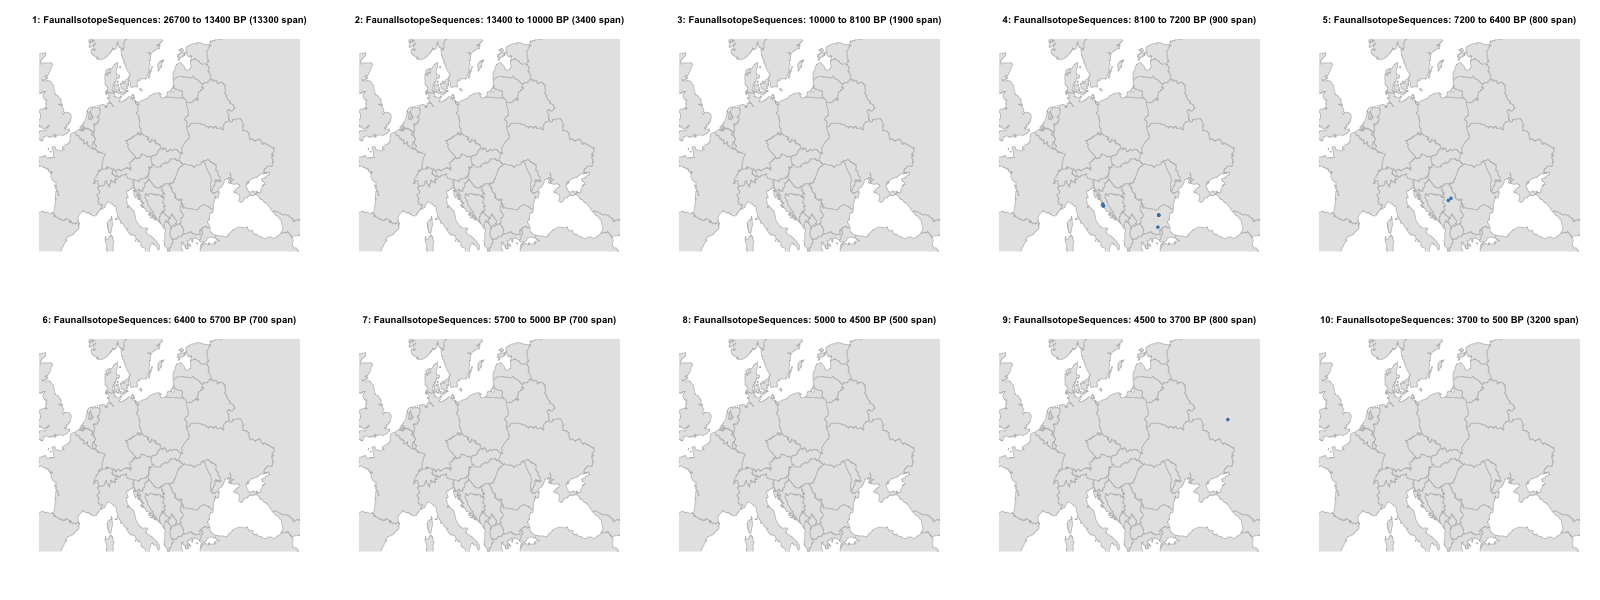 1: FaunalIsotopeSequences: 26700 to 13400 BP (13300 span)
2: FaunalIsotopeSequences: 13400 to 10000 BP (3400 span)
3: FaunalIsotopeSequences: 10000 to 8100 BP (1900 span)
4: FaunalIsotopeSequences: 8100 to 7200 BP (900 span)
5: FaunalIsotopeSequences: 7200 to 6400 BP (800 span)
6: FaunalIsotopeSequences: 6400 to 5700 BP (700 span)
7: FaunalIsotopeSequences: 5700 to 5000 BP (700 span)
8: FaunalIsotopeSequences: 5000 to 4500 BP (500 span)
9: FaunalIsotopeSequences: 4500 to 3700 BP (800 span)
10: FaunalIsotopeSequences: 3700 to 500 BP (3200 span)